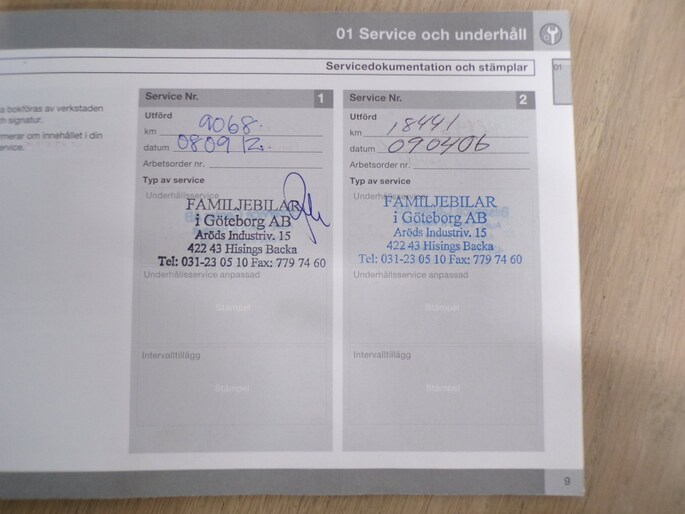 01 Service och underhåll
Servicedokumentation och stämplar
01
a bokföras av verkstaden
h signatur.
merar om innehållet i din
ervice.
Service Nr. 1
Utförd
km 9068.
datum 080912.
Arbetsorder nr.
Typ av service
Underhållsservice
FAMILJEBILAR
i Göteborg AB
Aröds Industriv. 15
422 43 Hisings Backa
Tel: 031-23 05 10 Fax: 779 74 60
Underhållsservice anpassad
Stämpel
Intervalltillägg
Stämpel
Service Nr. 2
Utförd
km 18441
datum 090406
Arbetsorder nr.
Typ av service
FAMILJEBILAR
i Göteborg AB
Aröds Industriv. 15
422 43 Hisings Backa
Tel: 031-23 05 10 Fax: 779 74 60
Underhållsservice anpassad
Stämpel
Intervalltillägg
Stämpel
9